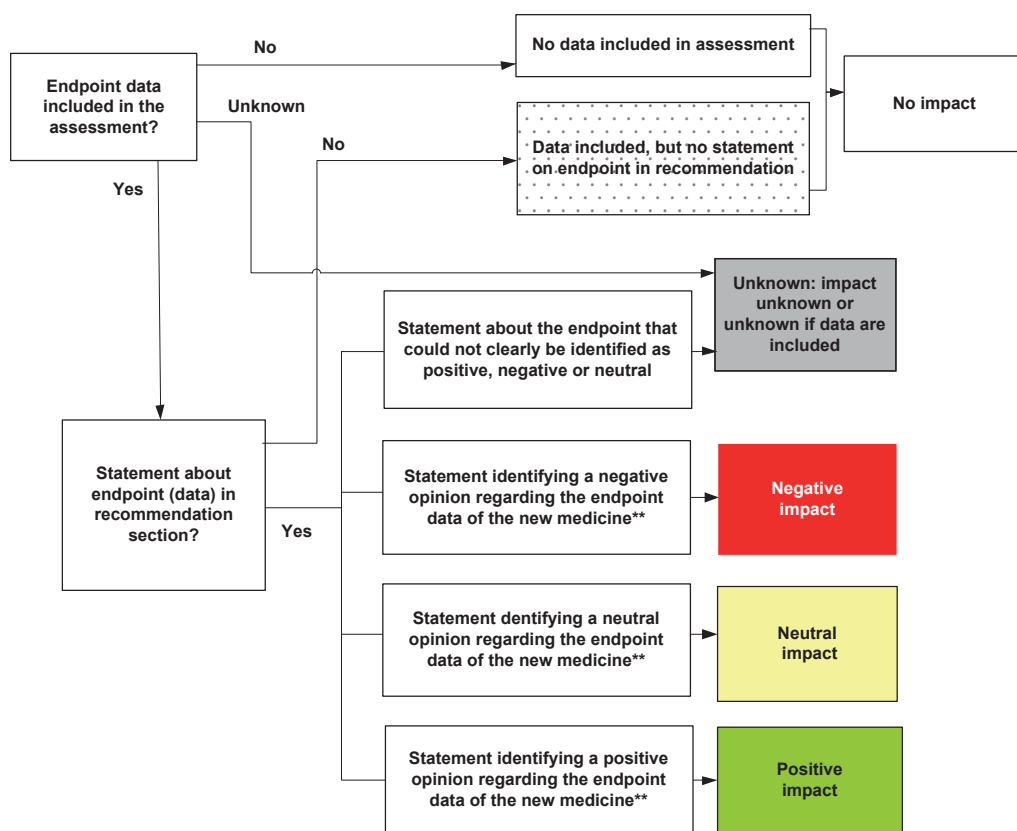 No
No data included in assessment
Endpoint data
included in the
assessment?
No impact
Unknown
No
Data included, but no statement
on endpoint in recommendation
Yes
Unknown: impact
unknown or
unknown if data are
included
Statement about the endpoint that
could not clearly be identified as
positive, negative or neutral
Statement about
endpoint (data) in
recommendation
section?
Yes
Statement identifying a negative
opinion regarding the endpoint
data of the new medicine**
Negative
impact
Statement dentifying a neutral
opinion regarding the endpoint
data of the new medicine**
Neutral
impact
Statement identifying a positive
opinion regarding the endpoint
data of the new medicine**
Positive
impact